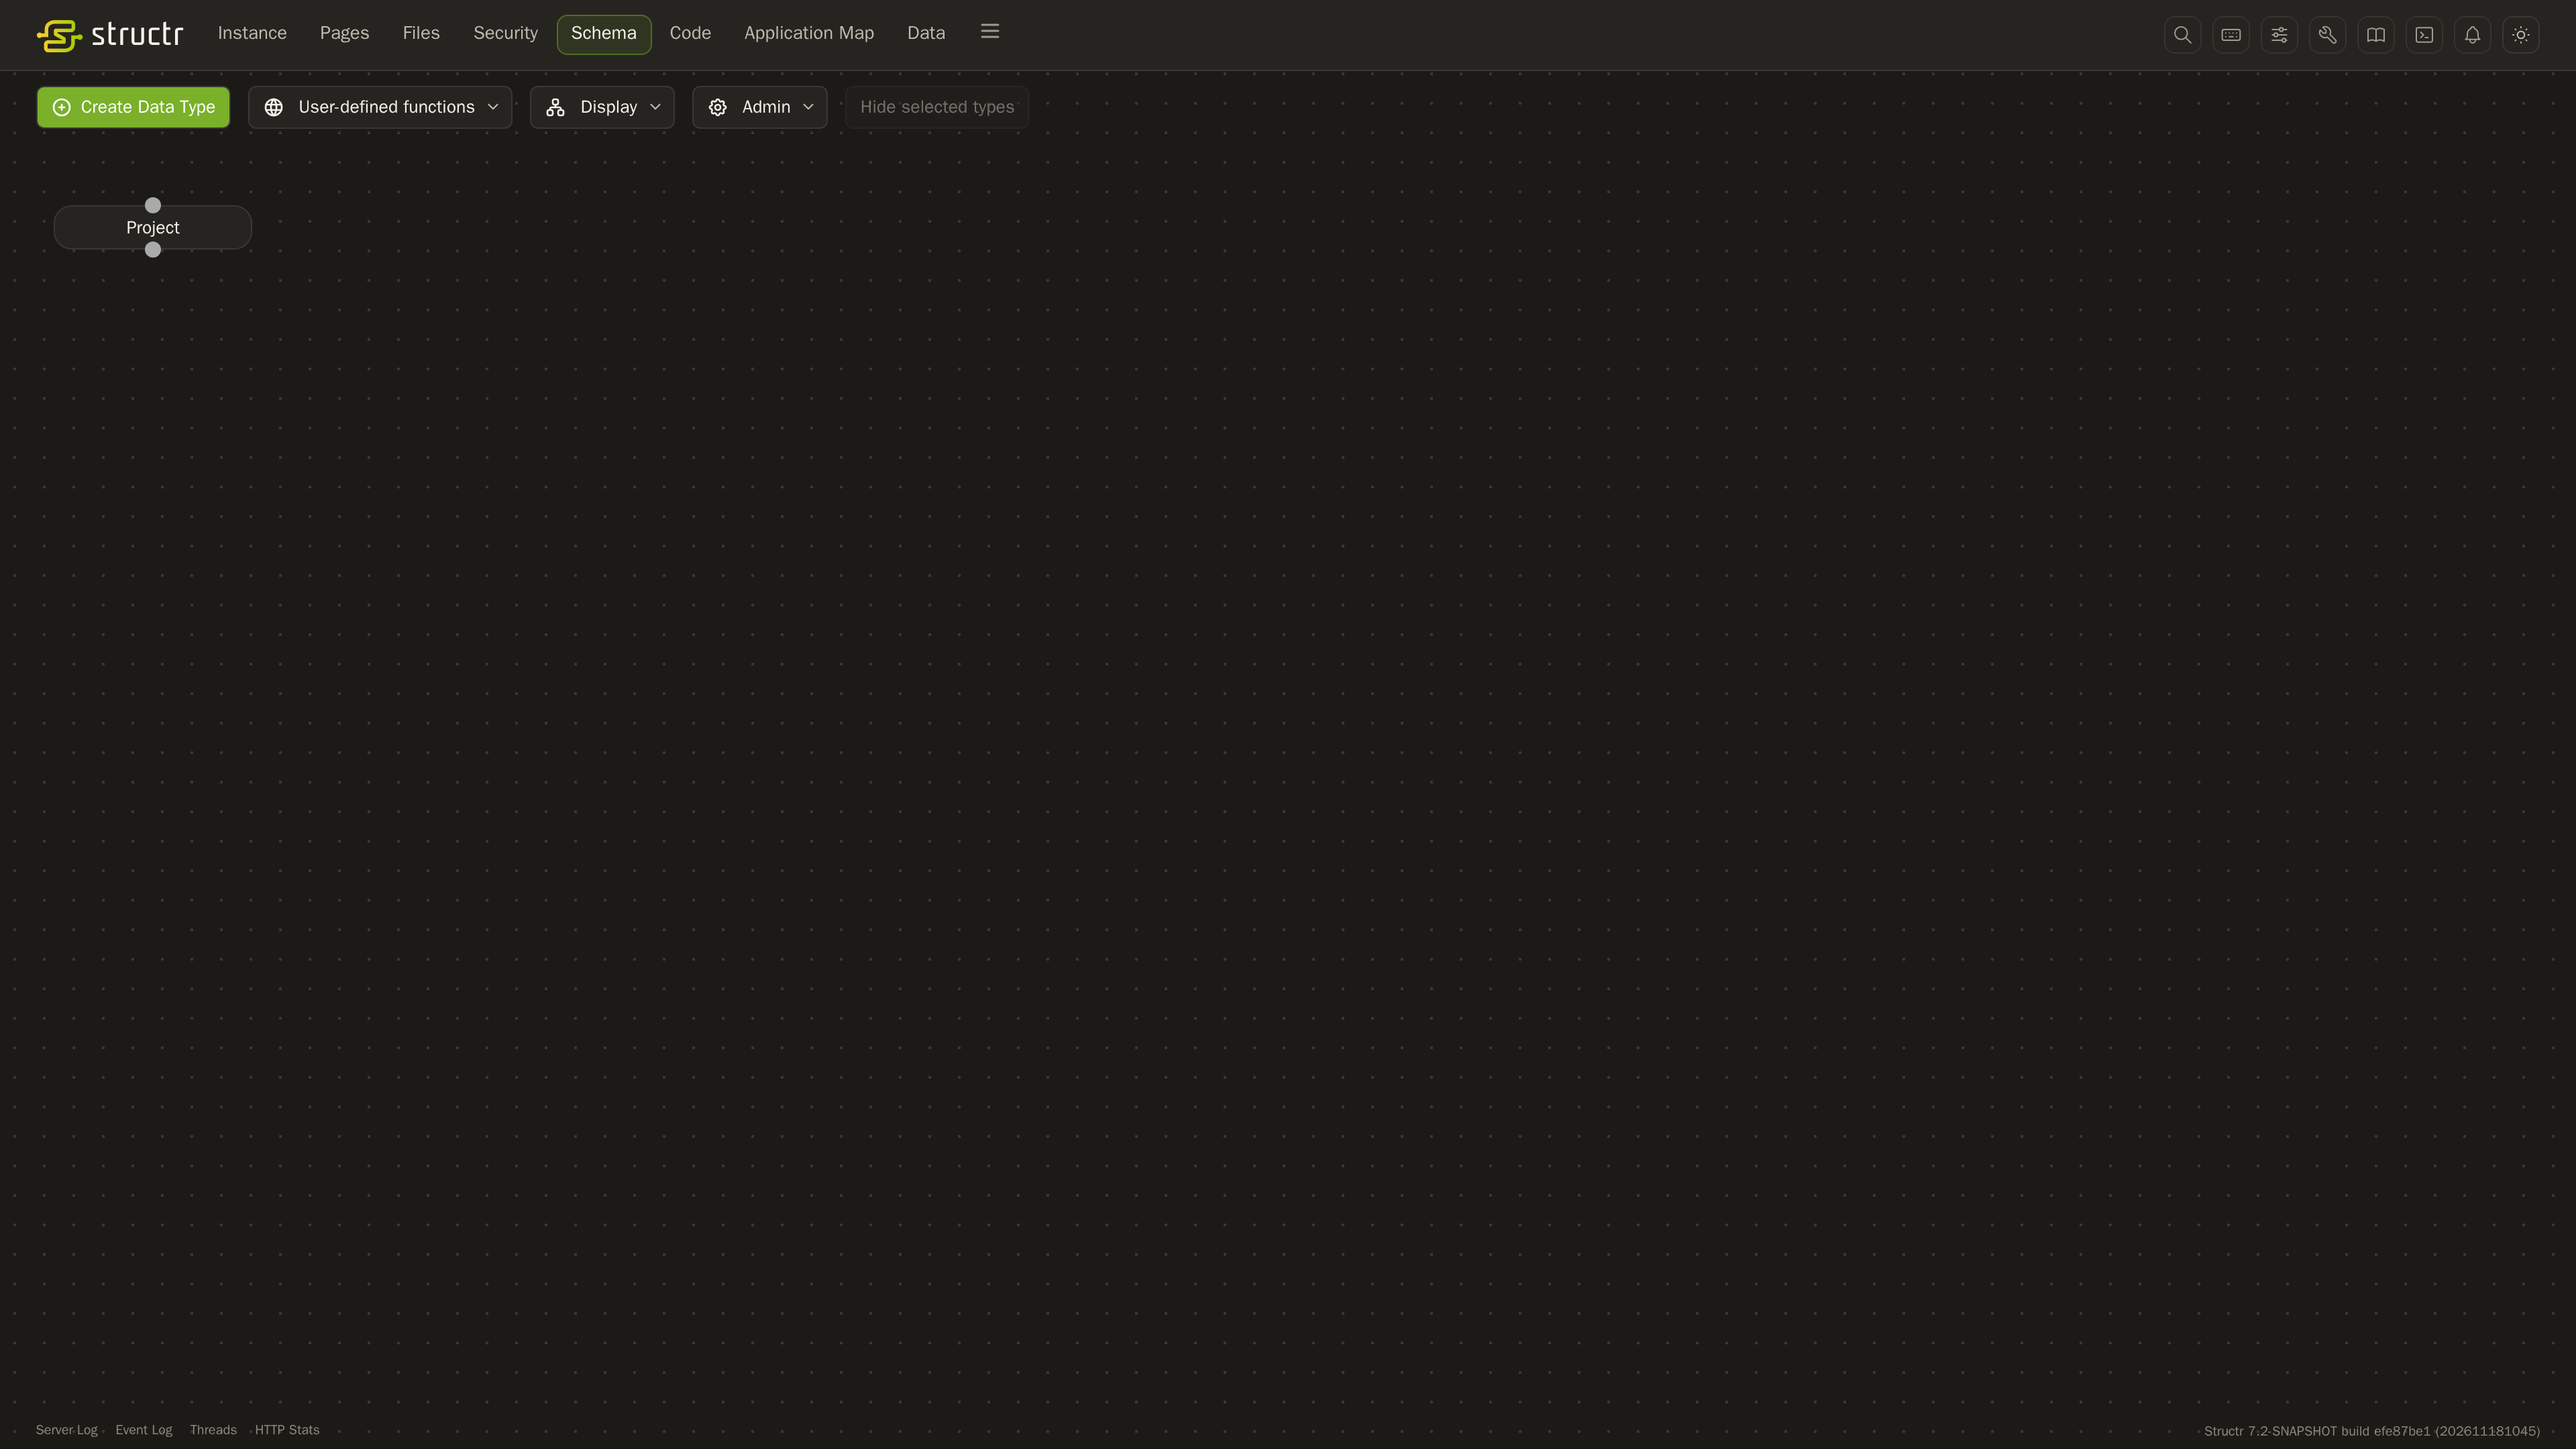 structr Instance Pages Files Security Schema Code Application Map Data
Create Data Type User-defined functions Display Admin Hide selected types
Project
Server Log Event Log Threads HTTP Stats Structr 7.2-SNAPSHOT build efe87be1 (202611181045)